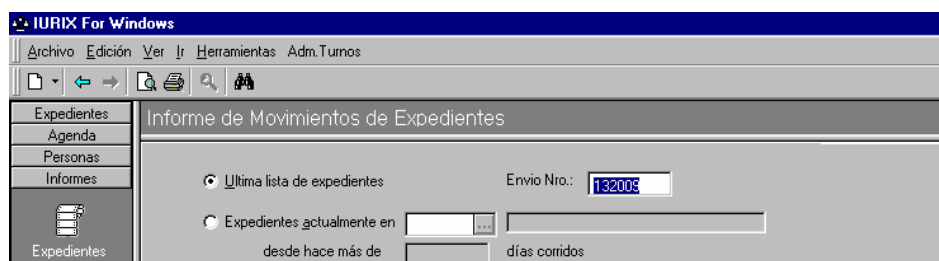 IURIX For Windows
Archivo Edición Ver Ir Herramientas Adm.Turnos
Expedientes
Informe de Movimientos de Expedientes
Agenda
Personas
Informes
Ultima lista de expedientes Envio Nro.: 132009
Expedientes actualmente en ...
Expedientes
desde hace más de días corridos